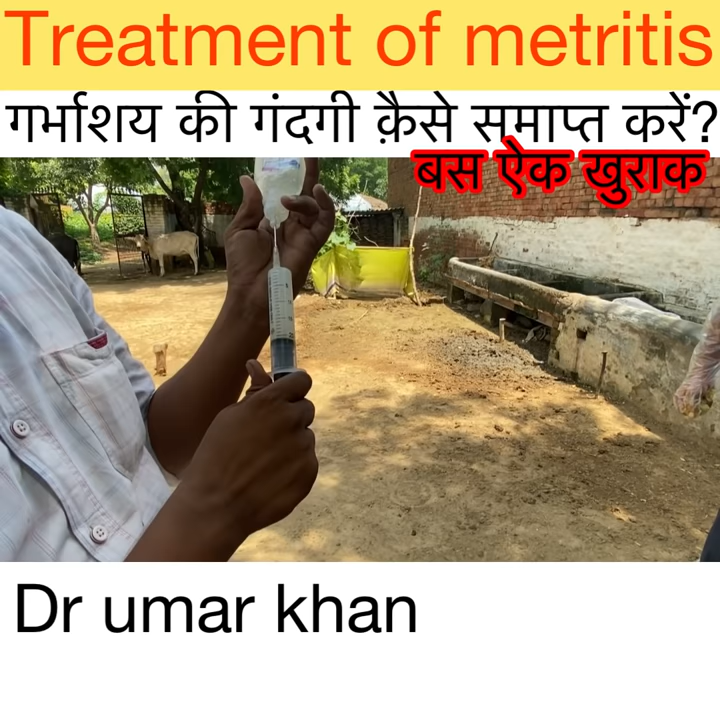 Treatment of metritis
गर्भाशय की गंदगी क़ैसे समाप्त करें?
बस ऐक खुराक
Dr umar khan